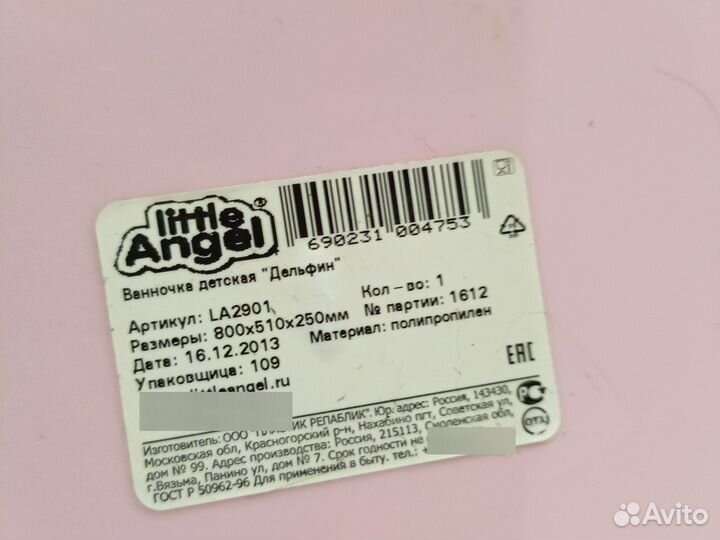 little Angel®
690231 004753
Ванночка детская "Дельфин"
Артикул: LA2901
Кол-во: 1
Размеры: 800x510x250мм
№ партии: 1612
Дата: 16.12.2013
Материал: полипропилен
Упаковщица: 109
littleangel.ru
EAC
Изготовитель: ООО "ПЛАСТИК РЕПАБЛИК". Юр. адрес: Россия, 143430,
Московская обл., Красногорский р-н, Нахабино пгт, Советская ул,
дом № 99. Адрес производства: Россия, 215113, Смоленская обл,
г.Вязьма, Панино ул, дом № 7. Срок годности не
ГОСТ Р 50962-96 Для применения в быту. тел.: +
Avito